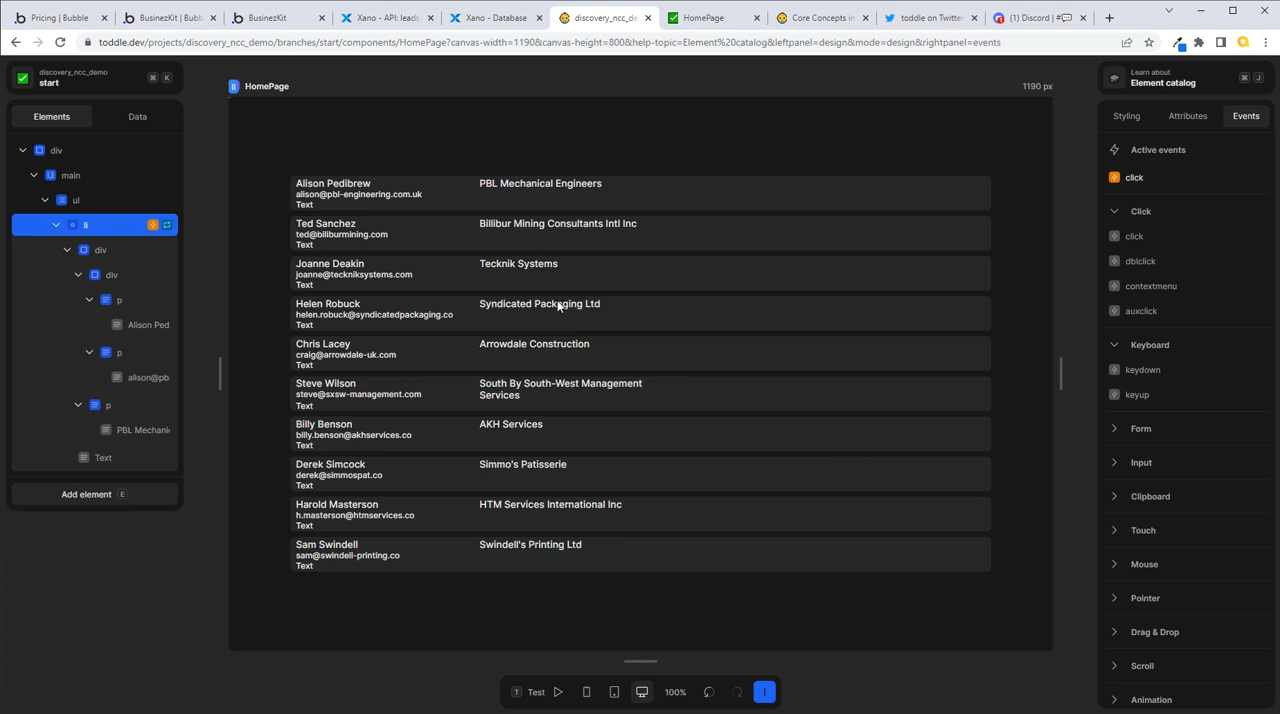 Pricing | Bubble
BusinezKit | Bubble
BusinezKit
Xano - API: leads
Xano - Database
discovery_ncc_de
HomePage
Core Concepts in
toddle on Twitter
(1) Discord | #
toddle.dev/projects/discovery_ncc_demo/branches/start/components/HomePage?canvas-width=1190&canvas-height=800&help-topic=Element%20catalog&leftpanel=design&mode=design&rightpanel=events
discovery_ncc_demo
start
⌘ K
Elements
Data
div
main
ul
li
div
div
p
Alison Ped
p
alison@pb
p
PBL Mechani
Text
Add element E
HomePage
1190 px
Alison Pedibrew
PBL Mechanical Engineers
alison@pbl-engineering.com.uk
Text
Ted Sanchez
Billibur Mining Consultants Intl Inc
ted@biliburmining.com
Text
Joanne Deakin
Tecknik Systems
joanne@teckniksystems.com
Text
Helen Robuck
Syndicated Packaging Ltd
helen.robuck@syndicatedpackaging.co
Text
Chris Lacey
Arrowdale Construction
craig@arrowdale-uk.com
Text
Steve Wilson
South By South-West Management
Services
steve@sxsw-management.com
Text
Billy Benson
AKH Services
billy.benson@akhservices.co
Text
Derek Simcock
Simmo's Patisserie
derek@simmospat.co
Text
Harold Masterson
HTM Services International Inc
h.masterson@htmservices.co
Text
Sam Swindell
Swindell's Printing Ltd
sam@swindell-printing.co
Text
T Test
100%
Learn about
Element catalog
⌘ J
Styling
Attributes
Events
Active events
click
Click
click
dblclick
contextmenu
auxclick
Keyboard
keydown
keyup
Form
Input
Clipboard
Touch
Mouse
Pointer
Drag & Drop
Scroll
Animation